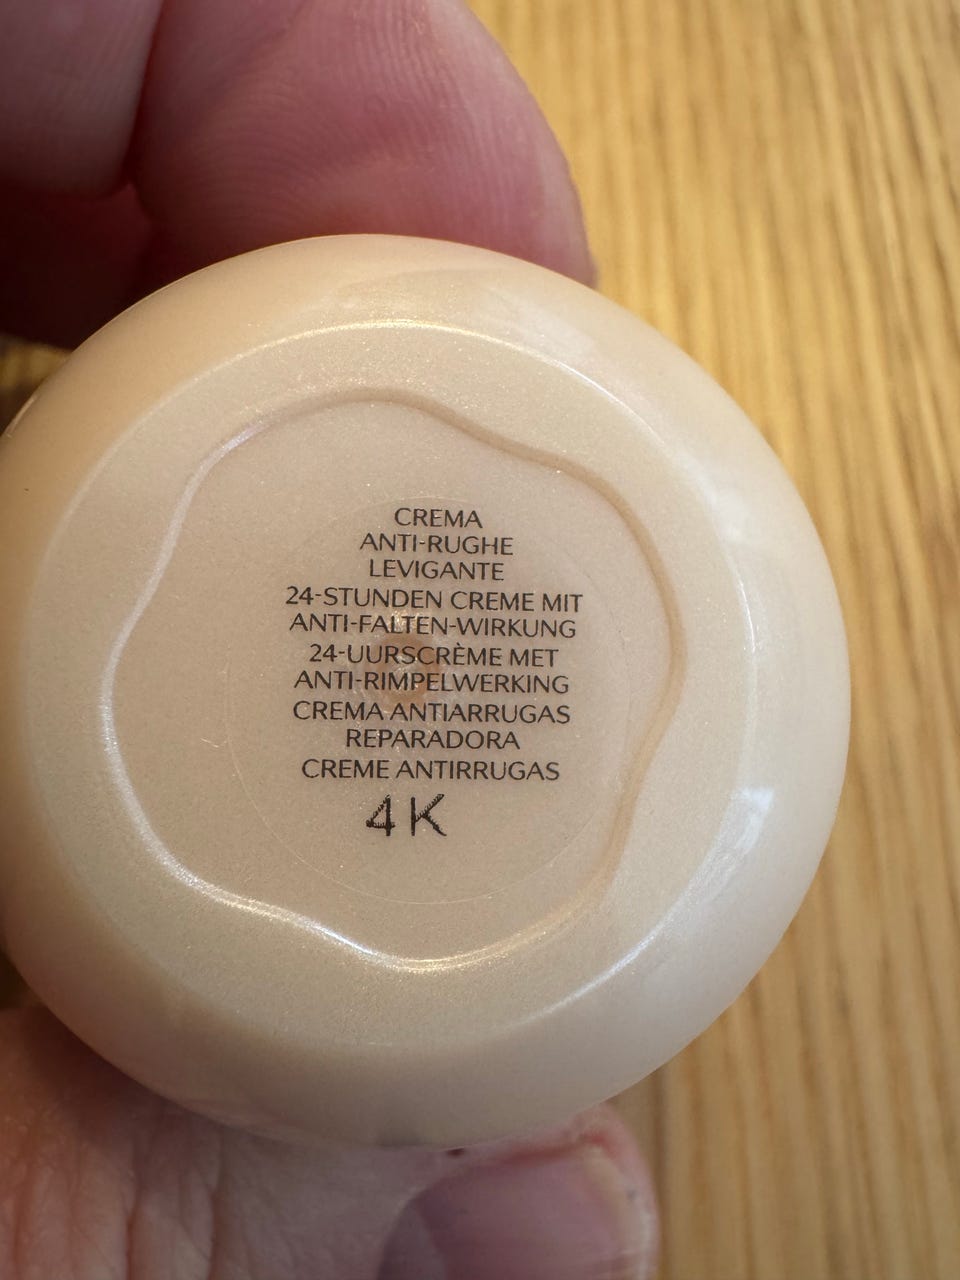 CREMA
ANTI-RUGHE
LEVIGANTE
24-STUNDEN CREME MIT
ANTI-FALTEN-WIRKUNG
24-UURSCRÈME MET
ANTI-RIMPELWERKING
CREMA ANTIARRUGAS
REPARADORA
CREME ANTIRRUGAS
4K